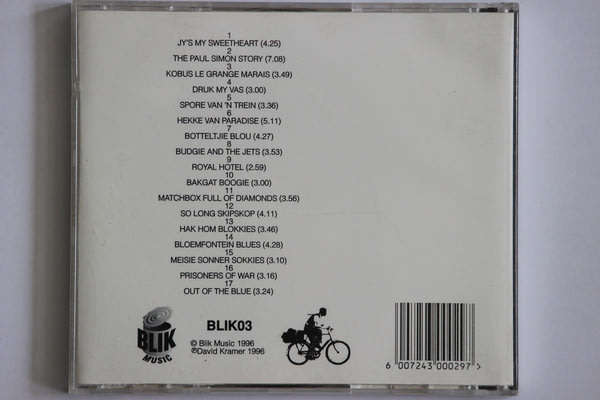 1
JY'S MY SWEETHEART (4.25)
2
THE PAUL SIMON STORY (7.08)
3
KOBUS LE GRANGE MARAIS (3.49)
4
DRUK MY VAS (3.00)
5
SPORE VAN 'N TREIN (3.36)
6
HEKKE VAN PARADISE (5.11)
7
BOTTELTJIE BLOU (4.27)
8
BUDGIE AND THE JETS (3.53)
9
ROYAL HOTEL (2.59)
10
BAKGAT BOOGIE (3.00)
11
MATCHBOX FULL OF DIAMONDS (3.56)
12
SO LONG SKIPSKOP (4.11)
13
HAK HOM BLOKKIES (3.46)
14
BLOEMFONTEIN BLUES (4.28)
15
MEISIE SONNER SOKKIES (3.10)
16
PRISONERS OF WAR (3.16)
17
OUT OF THE BLUE (3.24)
BLIK
MUSIC
BLIK03
© Blik Music 1996
℗David Kramer 1996
6 007243 000297 >